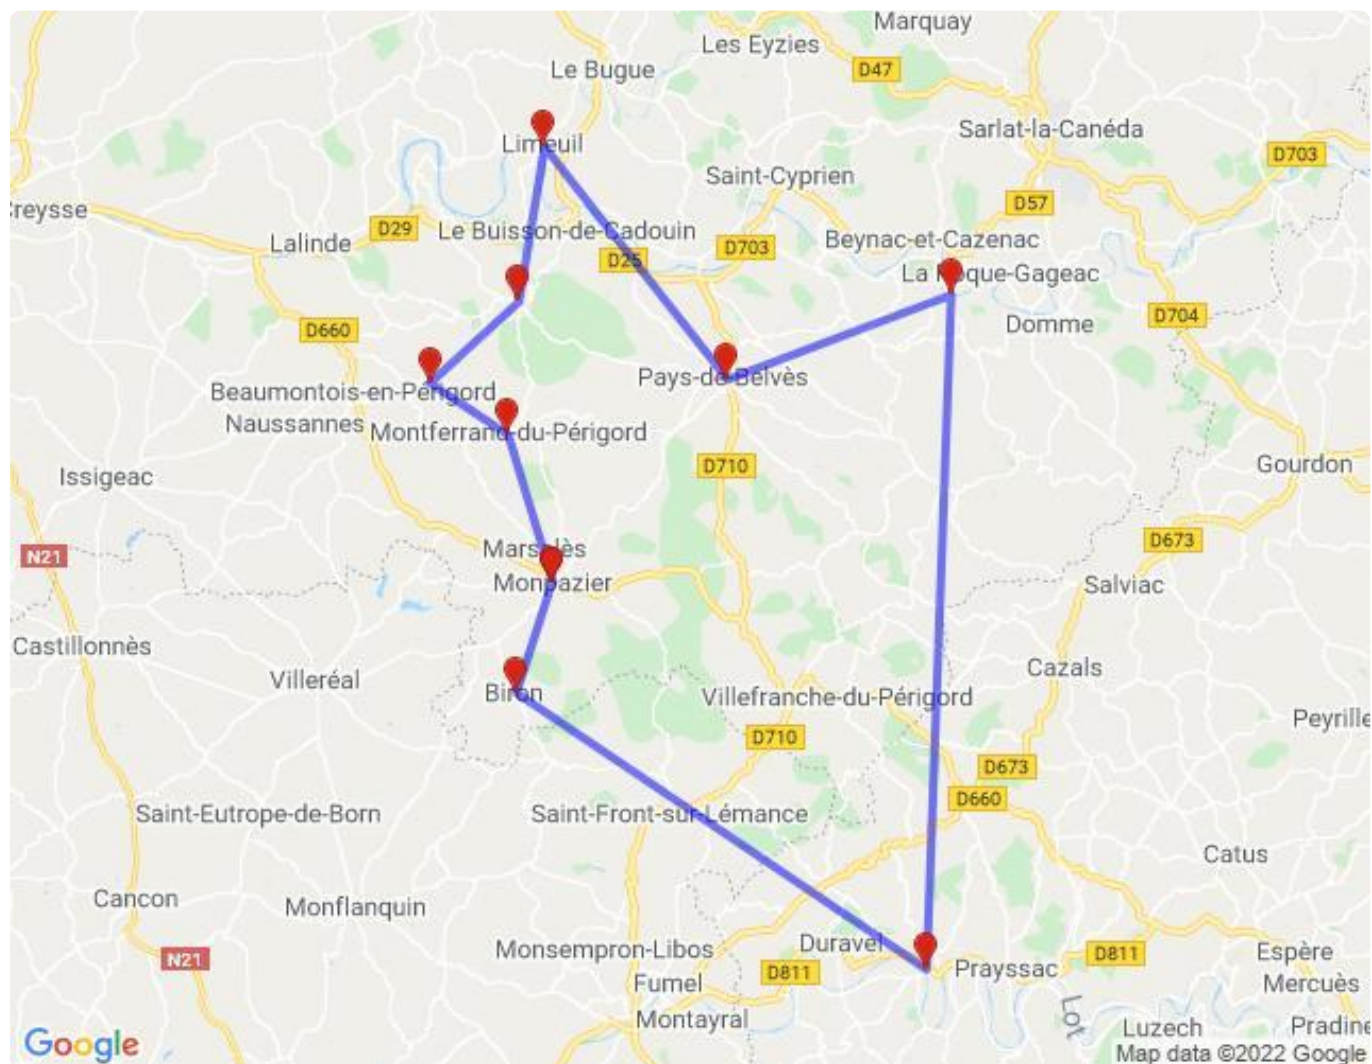 Marquay
Les Eyzies
Le Bugue
D47
Limeuil
Sarlat-la-Canéda
D703
Saint-Cyprien
Creysse
D57
D29
Le Buisson-de-Cadouin
Lalinde
D703
Beynac-et-Cazenac
D25
La Roque-Gageac
D660
Domme
D704
Pays-de-Belvès
Beaumontois-en-Périgord
Naussannes
Montferrand-du-Périgord
D710
Gourdon
Issigeac
N21
D673
Marsalès
Monpazier
Salviac
Castillonnès
Villeréal
Cazals
Biron
Villefranche-du-Périgord
Peyrille
D710
D673
D660
Saint-Eutrope-de-Born
Saint-Front-sur-Lémance
Catus
Cancon
Monflanquin
Monsempron-Libos
Duravel
D811
Espère
N21
D811
Prayssac
Mercuès
Fumel
Lot
Montayral
Luzech
Pradine
Google
Map data ©2022 Google